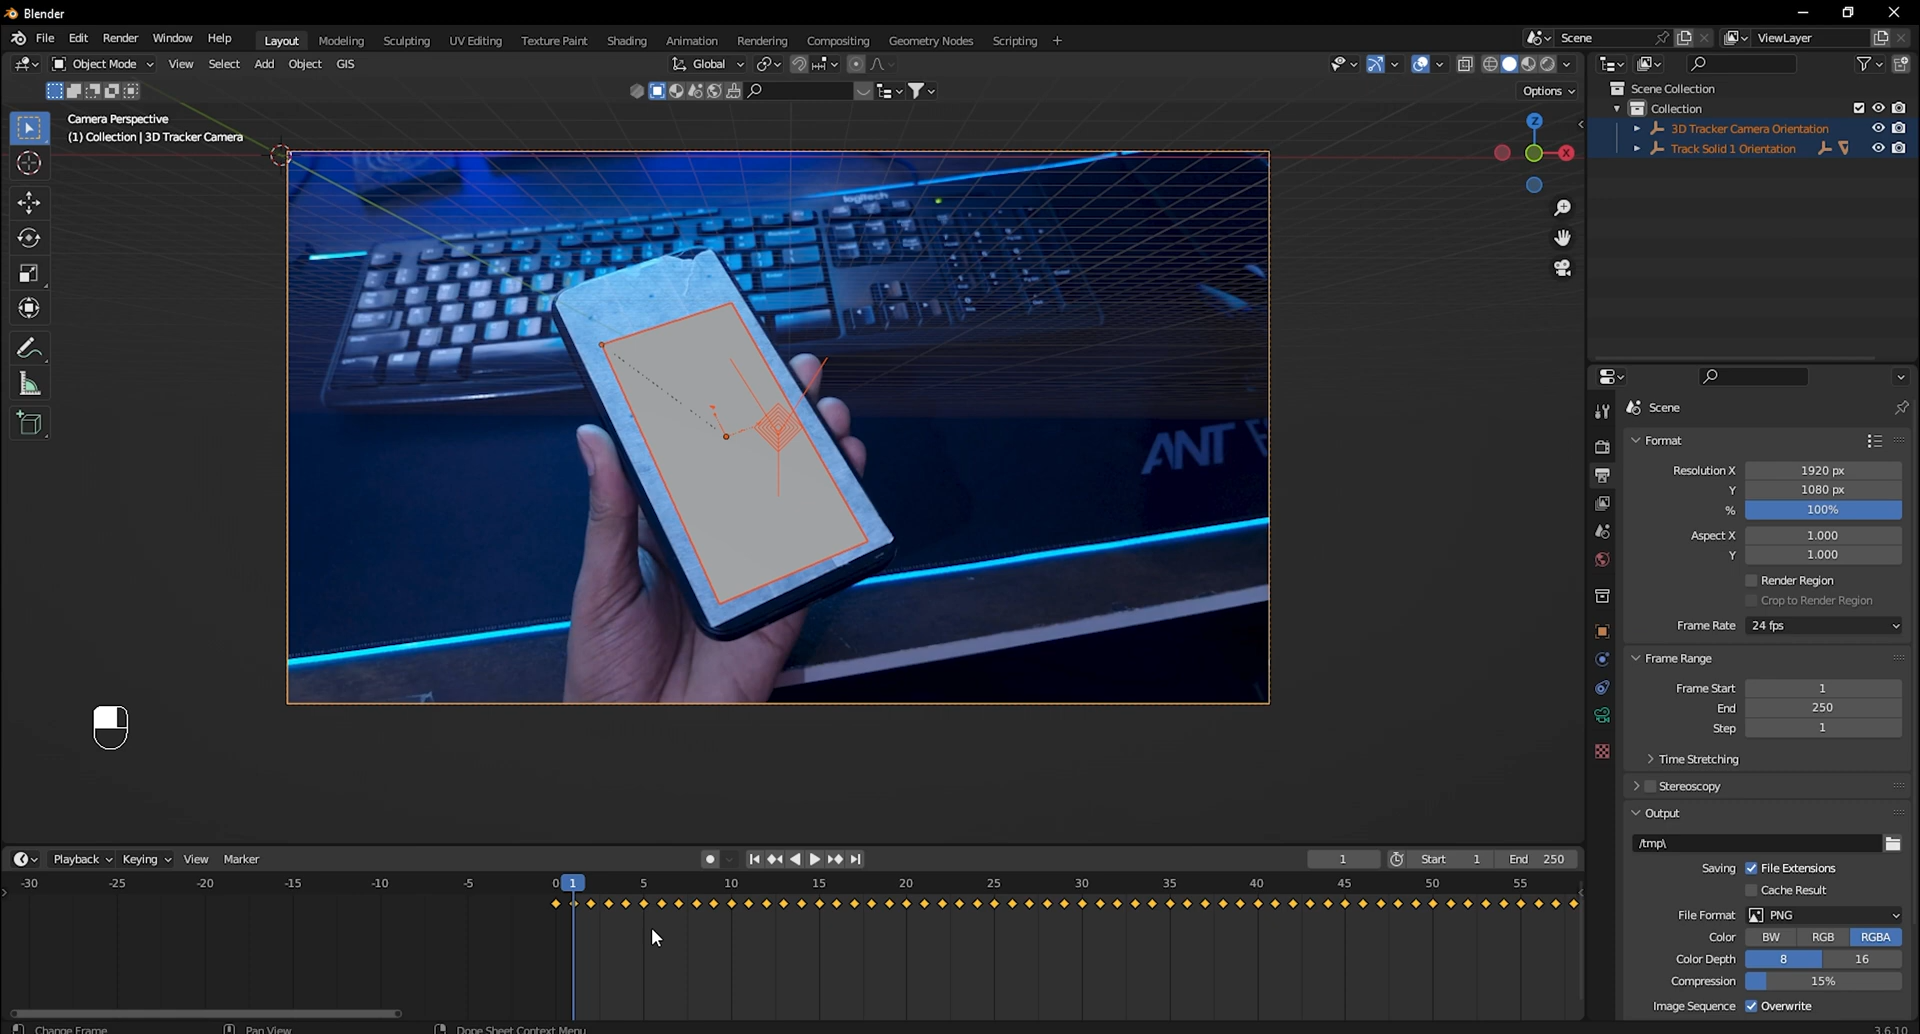 Blender
File Edit Render Window Help Layout Modeling Sculpting UV Editing Texture Paint Shading Animation Rendering Compositing Geometry Nodes Scripting + Scene ViewLayer
Object Mode View Select Add Object GIS Global
Options
Camera Perspective
(1) Collection | 3D Tracker Camera
Z
X
logitech
ANT
Scene Collection
Collection
3D Tracker Camera Orientation
Track Solid 1 Orientation
Scene
Format
Resolution X 1920 px
Y 1080 px
% 100%
Aspect X 1.000
Y 1.000
Render Region
Crop to Render Region
Frame Rate 24 fps
Frame Range
Frame Start 1
End 250
Step 1
Time Stretching
Stereoscopy
Output
/tmp\
Saving File Extensions
Cache Result
File Format PNG
Color BW RGB RGBA
Color Depth 8 16
Compression 15%
Image Sequence Overwrite
Playback Keying View Marker 1 Start 1 End 250
-30 -25 -20 -15 -10 -5 0 1 5 10 15 20 25 30 35 40 45 50 55
Change Frame Pan View Dope Sheet Context Menu 3.6.10